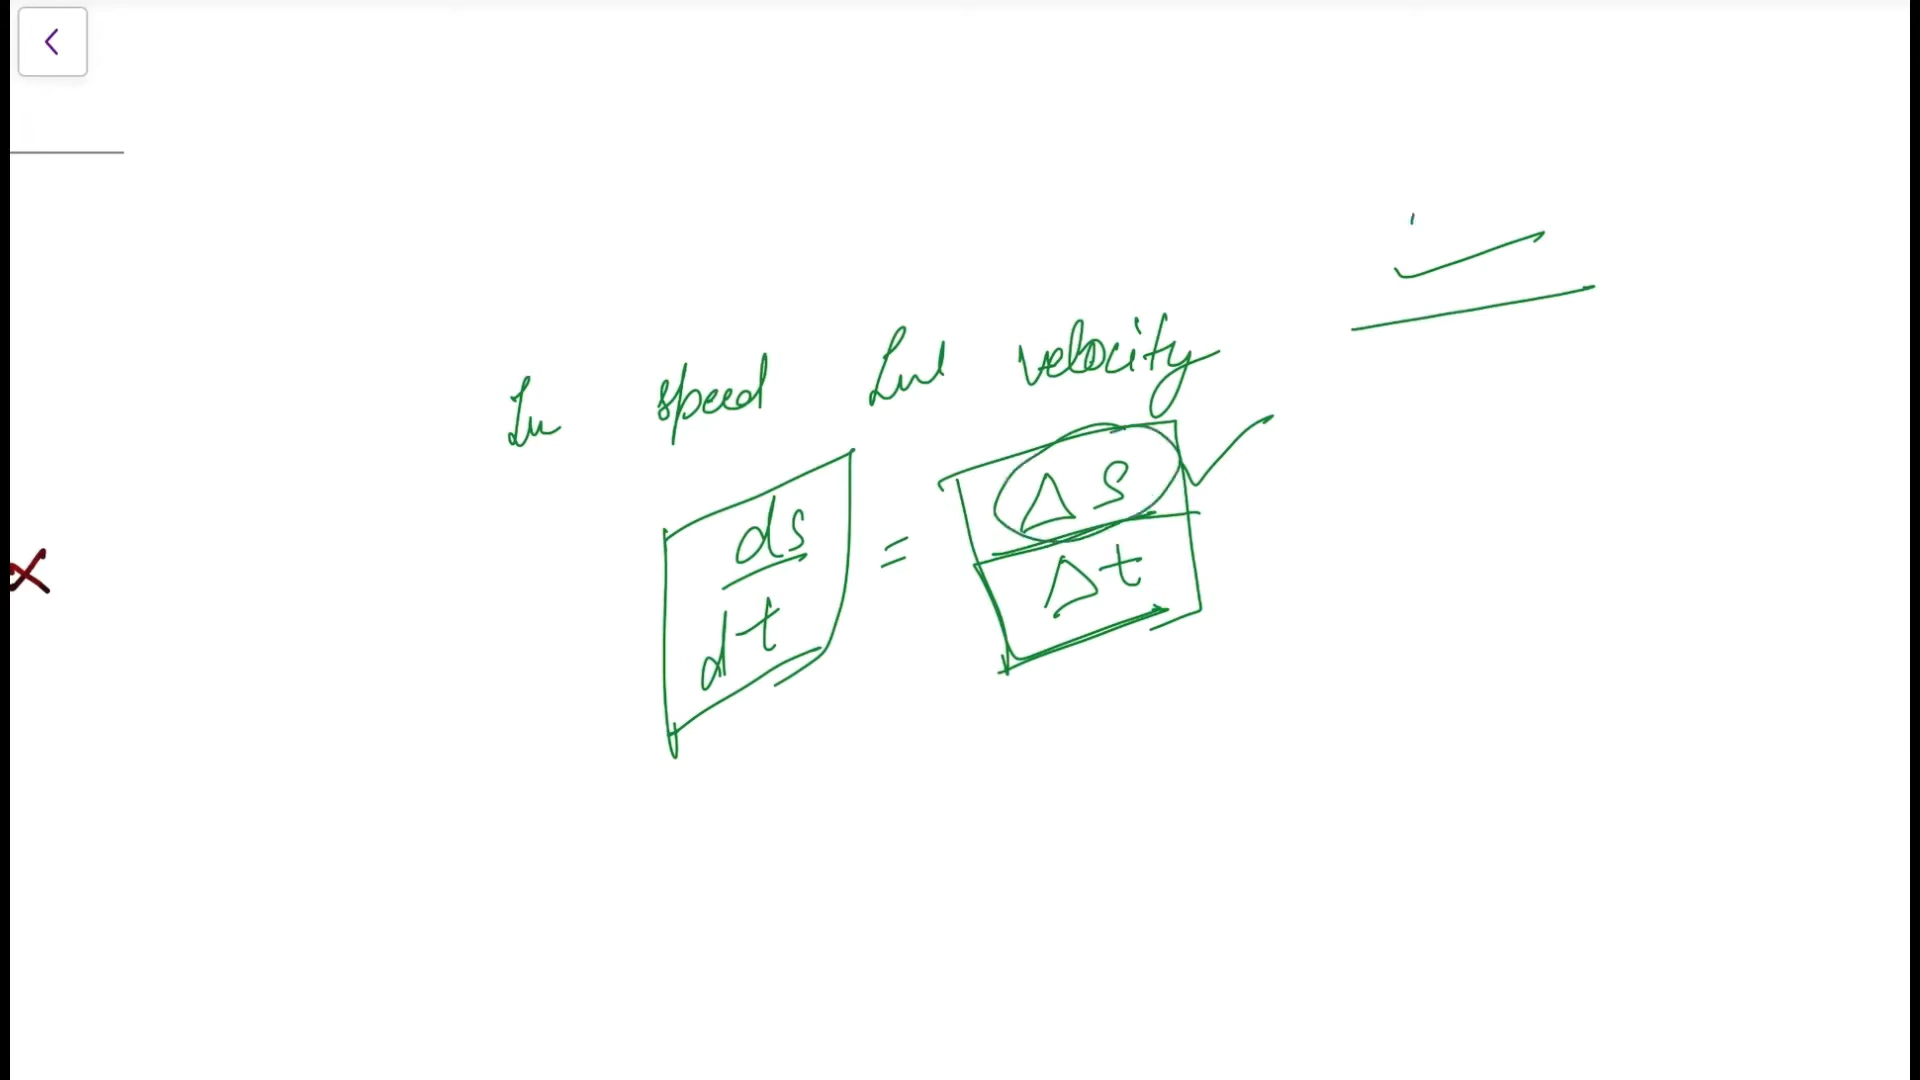 speed velocity
ds/dt = Δs/Δt